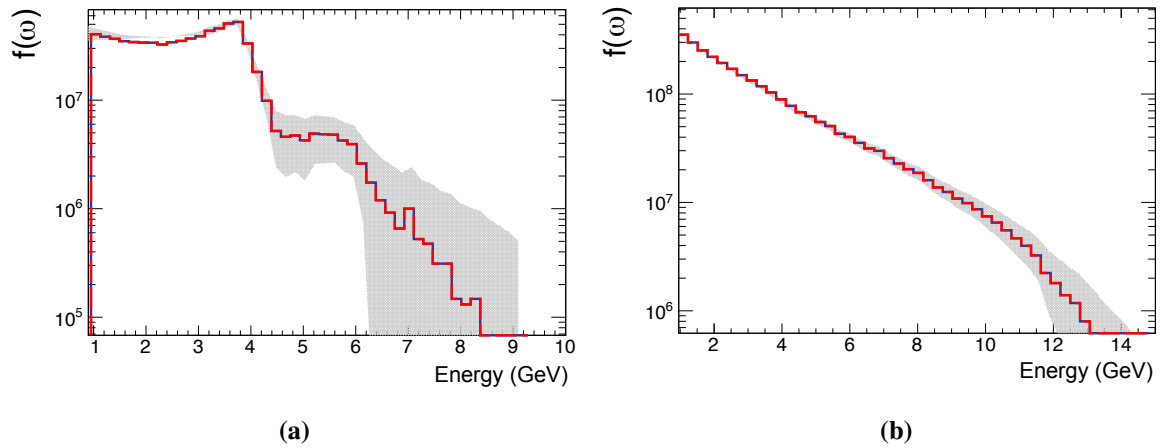 f(ω)
10⁷
10⁶
10⁵
1 2 3 4 5 6 7 8 9 10
Energy (GeV)
(a)
f(ω)
10⁸
10⁷
10⁶
2 4 6 8 10 12 14
Energy (GeV)
(b)